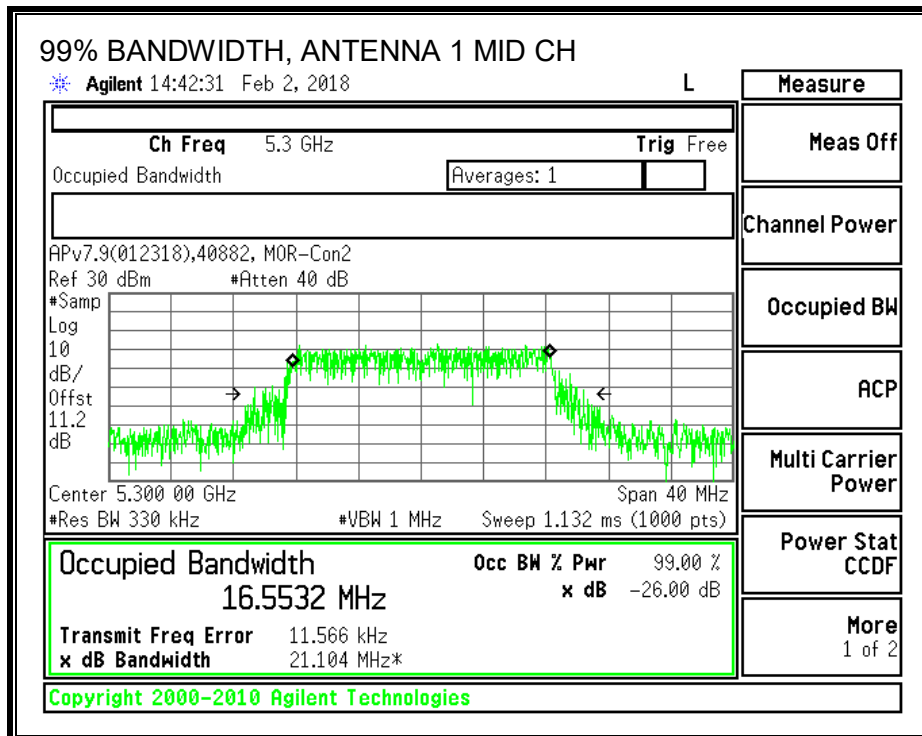 99% BANDWIDTH, ANTENNA 1 MID CH
Agilent 14:42:31 Feb 2, 2018 L
Measure
Ch Freq 5.3 GHz Trig Free
Meas Off
Occupied Bandwidth Averages: 1
Channel Power
APv7.9(012318),40882, MOR-Con2
Ref 30 dBm #Atten 40 dB
#Samp
Log
10
dB/
Offst
11.2
dB
Occupied BW
ACP
Multi Carrier
Power
Center 5.300 00 GHz Span 40 MHz
#Res BW 330 kHz #VBW 1 MHz Sweep 1.132 ms (1000 pts)
Power Stat
CCDF
Occupied Bandwidth Occ BW % Pwr 99.00 %
16.5532 MHz x dB -26.00 dB
Transmit Freq Error 11.566 kHz
x dB Bandwidth 21.104 MHz*
More
1 of 2
Copyright 2000-2010 Agilent Technologies